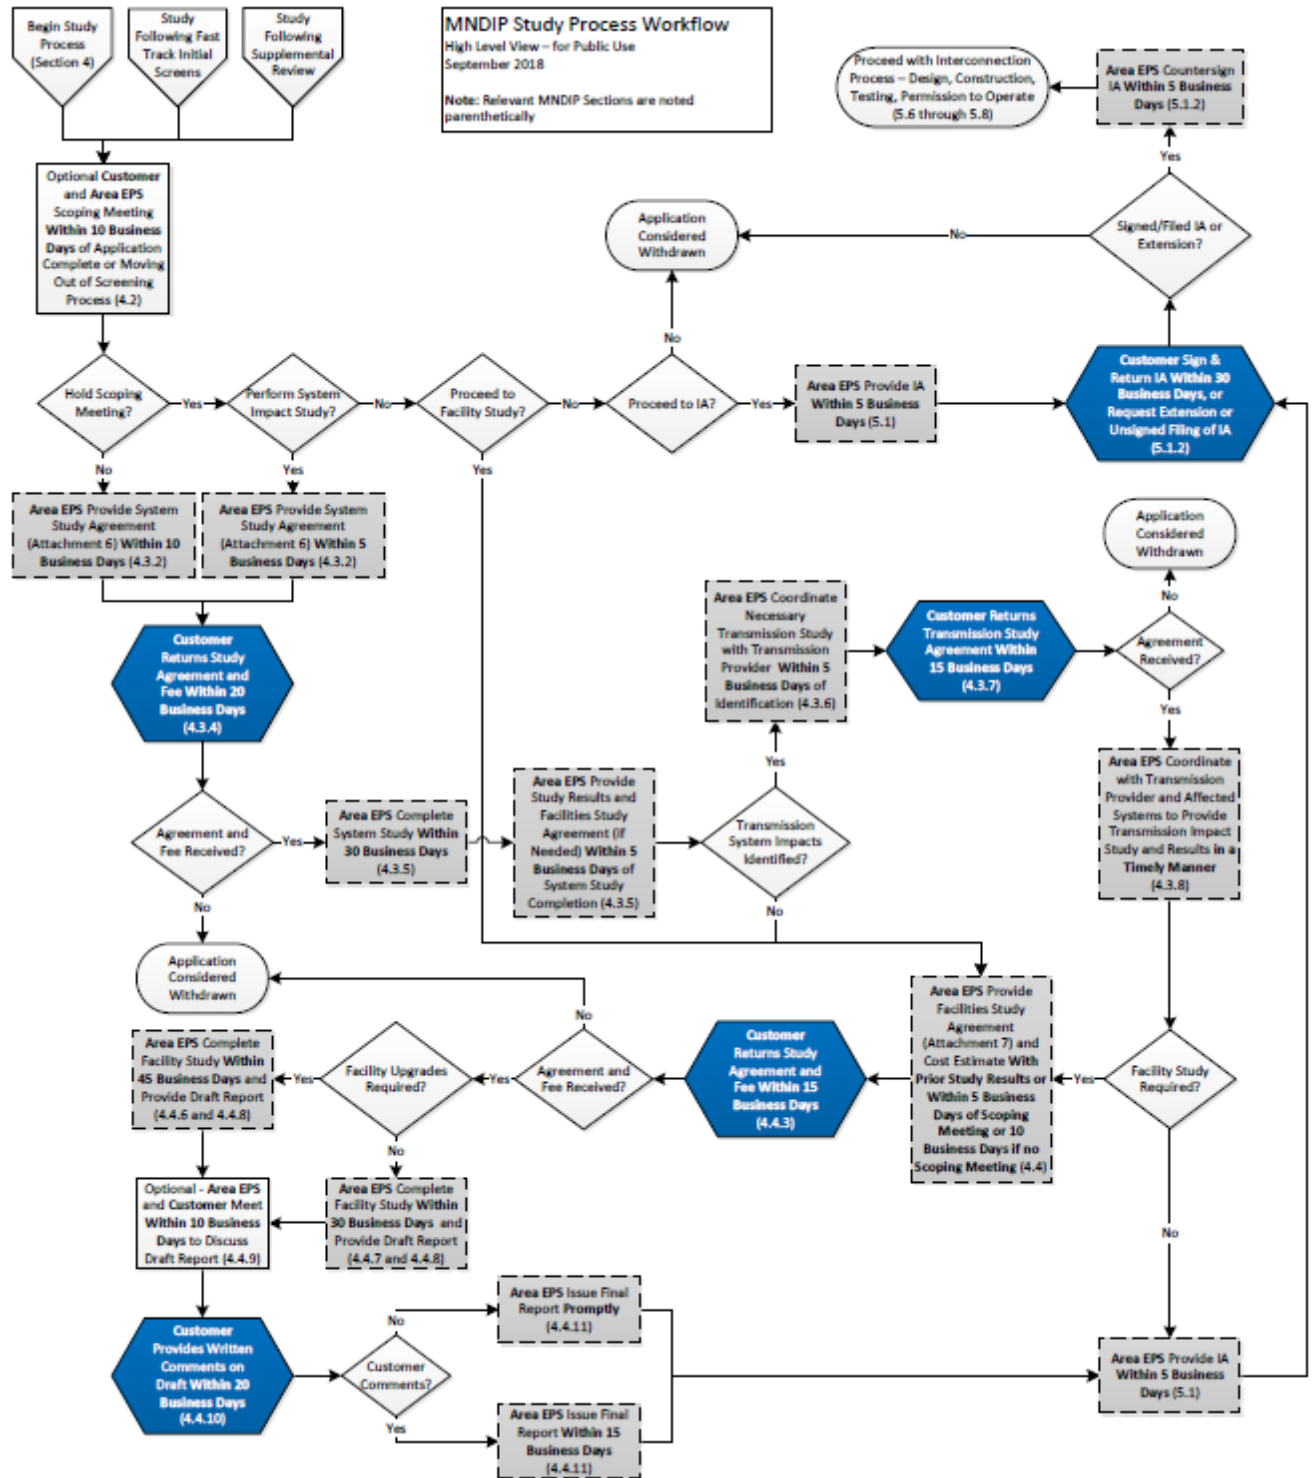 Begin Study
Process
(Section 4)
Study
Following Fast
Track Initial
Screens
Study
Following
Supplemental
Review
MNDIP Study Process Workflow
High Level View – for Public Use
September 2018
Note: Relevant MNDIP Sections are noted
parenthetically
Proceed with Interconnection
Process – Design, Construction,
Testing, Permission to Operate
(5.6 through 5.8)
Area EPS Countersign
IA Within 5 Business
Days (5.1.2)
Yes
Optional Customer
and Area EPS
Scoping Meeting
Within 10 Business
Days of Application
Complete or Moving
Out of Screening
Process (4.2)
Application
Considered
Withdrawn
No
Signed/Filed IA or
Extension?
No
Hold Scoping
Meeting?
Yes
Perform System
Impact Study?
No
Proceed to
Facility Study?
No
Proceed to IA?
Yes
Area EPS Provide IA
Within 5 Business
Days (5.1)
Customer Sign &
Return IA Within 30
Business Days, or
Request Extension or
Unsigned Filing of IA
(5.1.2)
No
Yes
Yes
Area EPS Provide System
Study Agreement
(Attachment 6) Within 10
Business Days (4.3.2)
Area EPS Provide System
Study Agreement
(Attachment 6) Within 5
Business Days (4.3.2)
Application
Considered
Withdrawn
No
Customer
Returns Study
Agreement and
Fee Within 20
Business Days
(4.3.4)
Area EPS Coordinate
Necessary
Transmission Study
with Transmission
Provider Within 5
Business Days of
Identification (4.3.6)
Customer Returns
Transmission Study
Agreement Within
15 Business Days
(4.3.7)
Agreement
Received?
Yes
Yes
Agreement and
Fee Received?
Yes
Area EPS Complete
System Study Within
30 Business Days
(4.3.5)
Area EPS Provide
Study Results and
Facilities Study
Agreement (if
Needed) Within 5
Business Days of
System Study
Completion (4.3.5)
Transmission
System Impacts
Identified?
Area EPS Coordinate
with Transmission
Provider and Affected
Systems to Provide
Transmission Impact
Study and Results in a
Timely Manner
(4.3.8)
No
No
Application
Considered
Withdrawn
No
Area EPS Complete
Facility Study Within
45 Business Days and
Provide Draft Report
(4.4.6 and 4.4.8)
Yes
Facility Upgrades
Required?
Yes
Agreement and
Fee Received?
Customer
Returns Study
Agreement and
Fee Within 15
Business Days
(4.4.3)
Area EPS Provide
Facilities Study
Agreement
(Attachment 7) and
Cost Estimate With
Prior Study Results or
Within 5 Business
Days of Scoping
Meeting or 10
Business Days if no
Scoping Meeting (4.4)
Yes
Facility Study
Required?
No
Optional - Area EPS
and Customer Meet
Within 10 Business
Days to Discuss
Draft Report (4.4.9)
Area EPS Complete
Facility Study Within
30 Business Days and
Provide Draft Report
(4.4.7 and 4.4.8)
No
Customer
Provides Written
Comments on
Draft Within 20
Business Days
(4.4.10)
No
Customer
Comments?
Yes
Area EPS Issue Final
Report Promptly
(4.4.11)
Area EPS Issue Final
Report Within 15
Business Days
(4.4.11)
Area EPS Provide IA
Within 5 Business
Days (5.1)